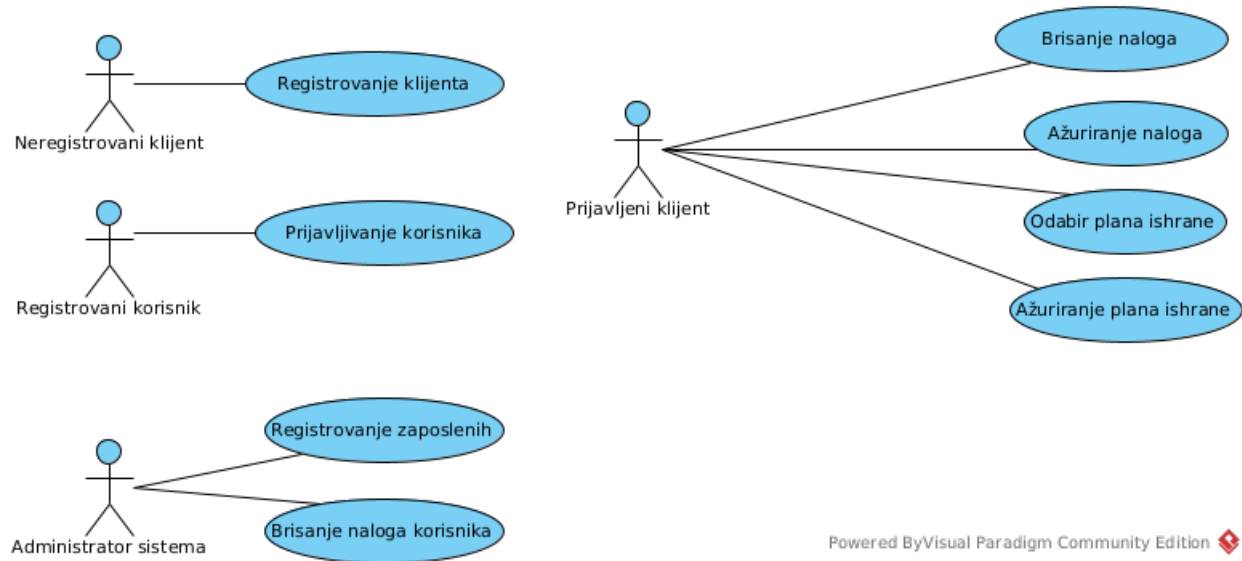 Neregistrovani klijent
Registrovanje klijenta
Registrovani korisnik
Prijavljivanje korisnika
Administrator sistema
Registrovanje zaposlenih
Brisanje naloga korisnika
Prijavljeni klijent
Brisanje naloga
Ažuriranje naloga
Odabir plana ishrane
Ažuriranje plana ishrane
Powered ByVisual Paradigm Community Edition